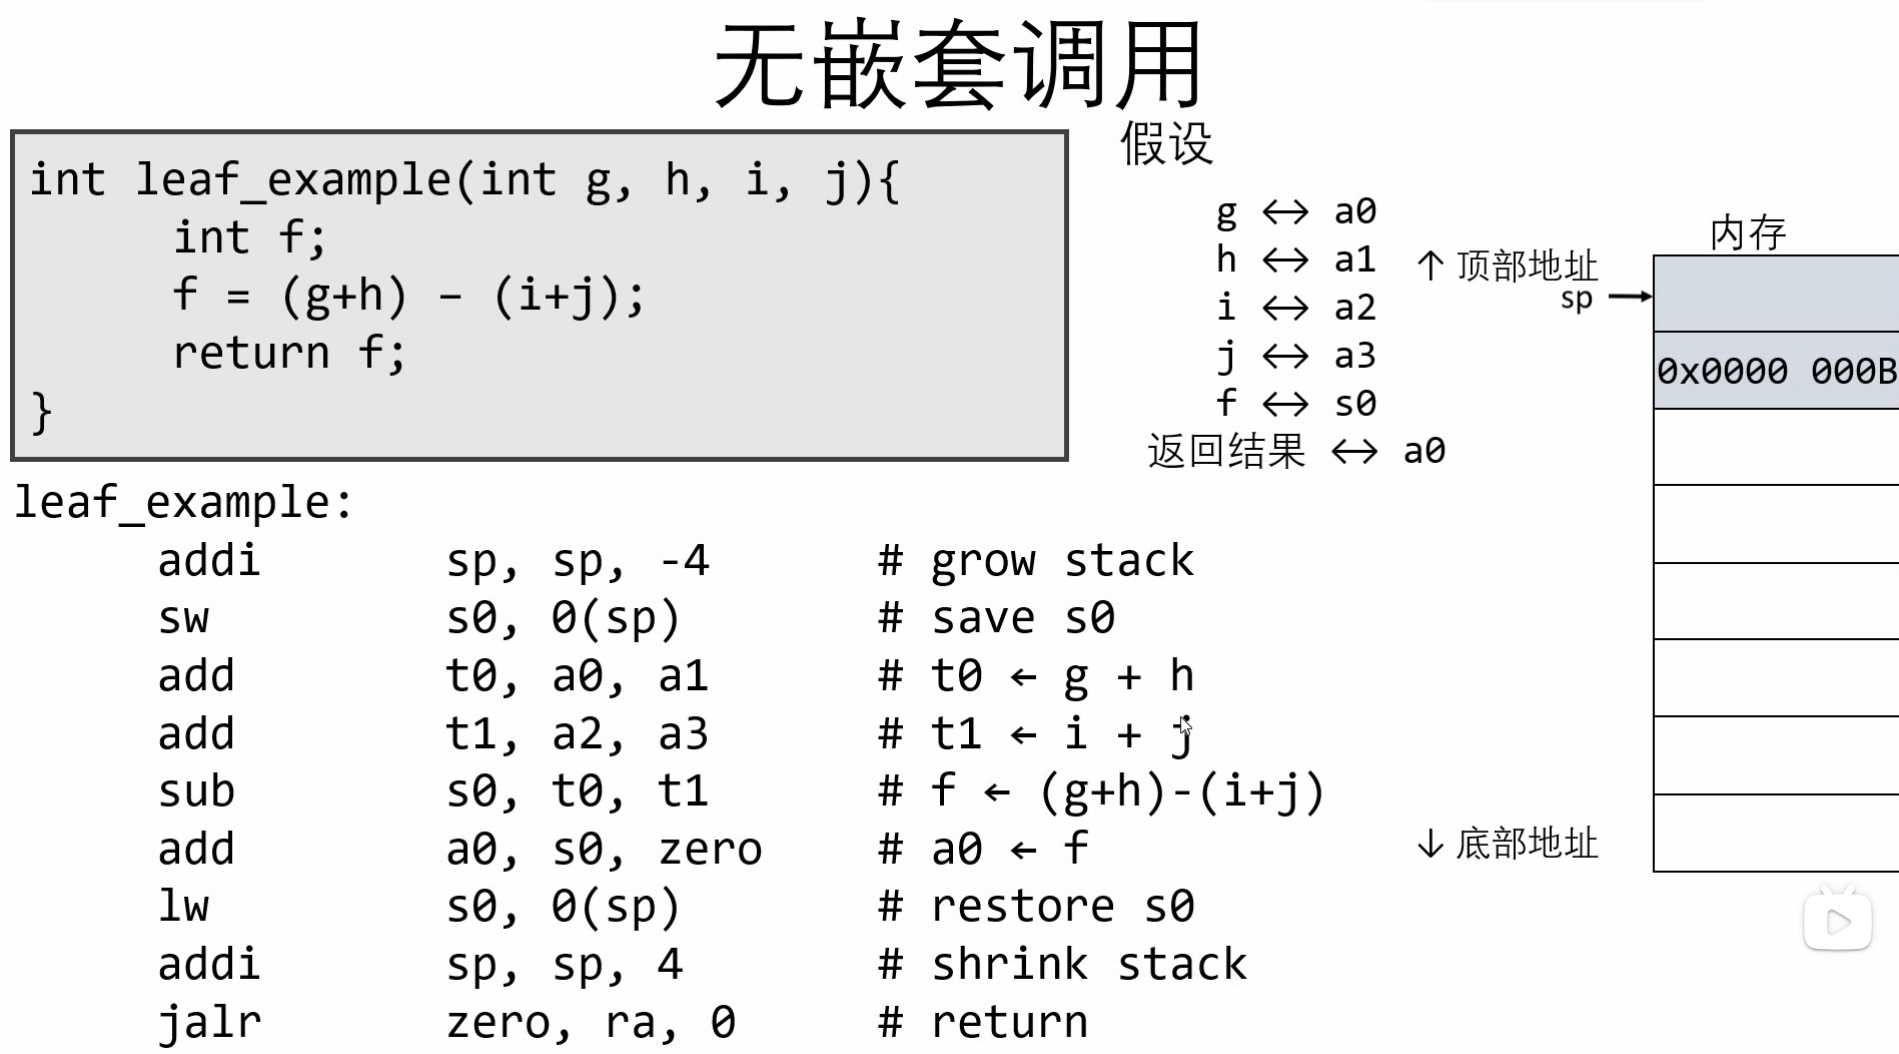 无嵌套调用
int leaf_example(int g, h, i, j){
int f;
f = (g+h) – (i+j);
return f;
}
假设
g ↔ a0
h ↔ a1
i ↔ a2
j ↔ a3
f ↔ s0
返回结果 ↔ a0
内存
↑ 顶部地址
sp
0x0000 000B
↓ 底部地址
leaf_example:
addi sp, sp, -4 # grow stack
sw s0, 0(sp) # save s0
add t0, a0, a1 # t0 ← g + h
add t1, a2, a3 # t1 ← i + j
sub s0, t0, t1 # f ← (g+h)-(i+j)
add a0, s0, zero # a0 ← f
lw s0, 0(sp) # restore s0
addi sp, sp, 4 # shrink stack
jalr zero, ra, 0 # return